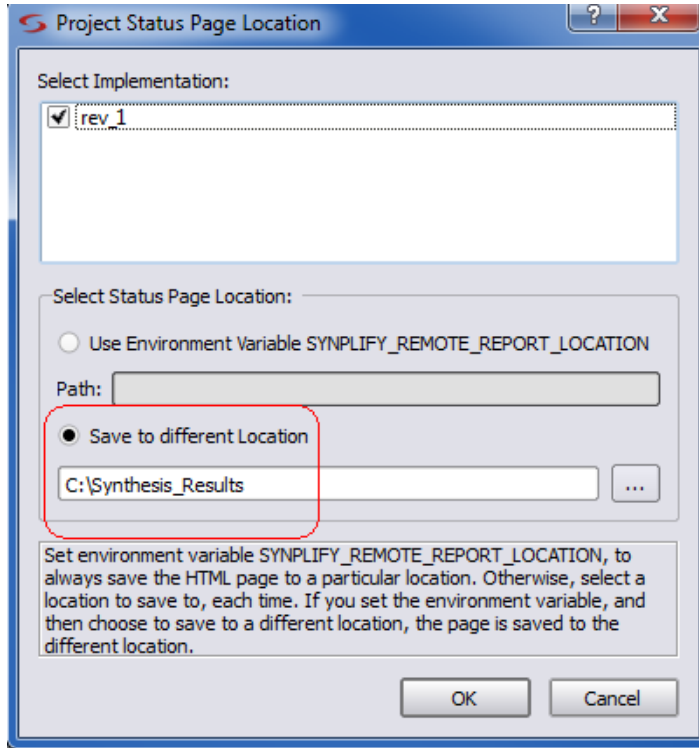 Project Status Page Location
?
Select Implementation:
rev_1
Select Status Page Location:
Use Environment Variable SYNPLIFY_REMOTE_REPORT_LOCATION
Path:
Save to different Location
C:\Synthesis_Results
...
Set environment variable SYNPLIFY_REMOTE_REPORT_LOCATION, to
always save the HTML page to a particular location. Otherwise, select a
location to save to, each time. If you set the environment variable, and
then choose to save to a different location, the page is saved to the
different location.
OK
Cancel